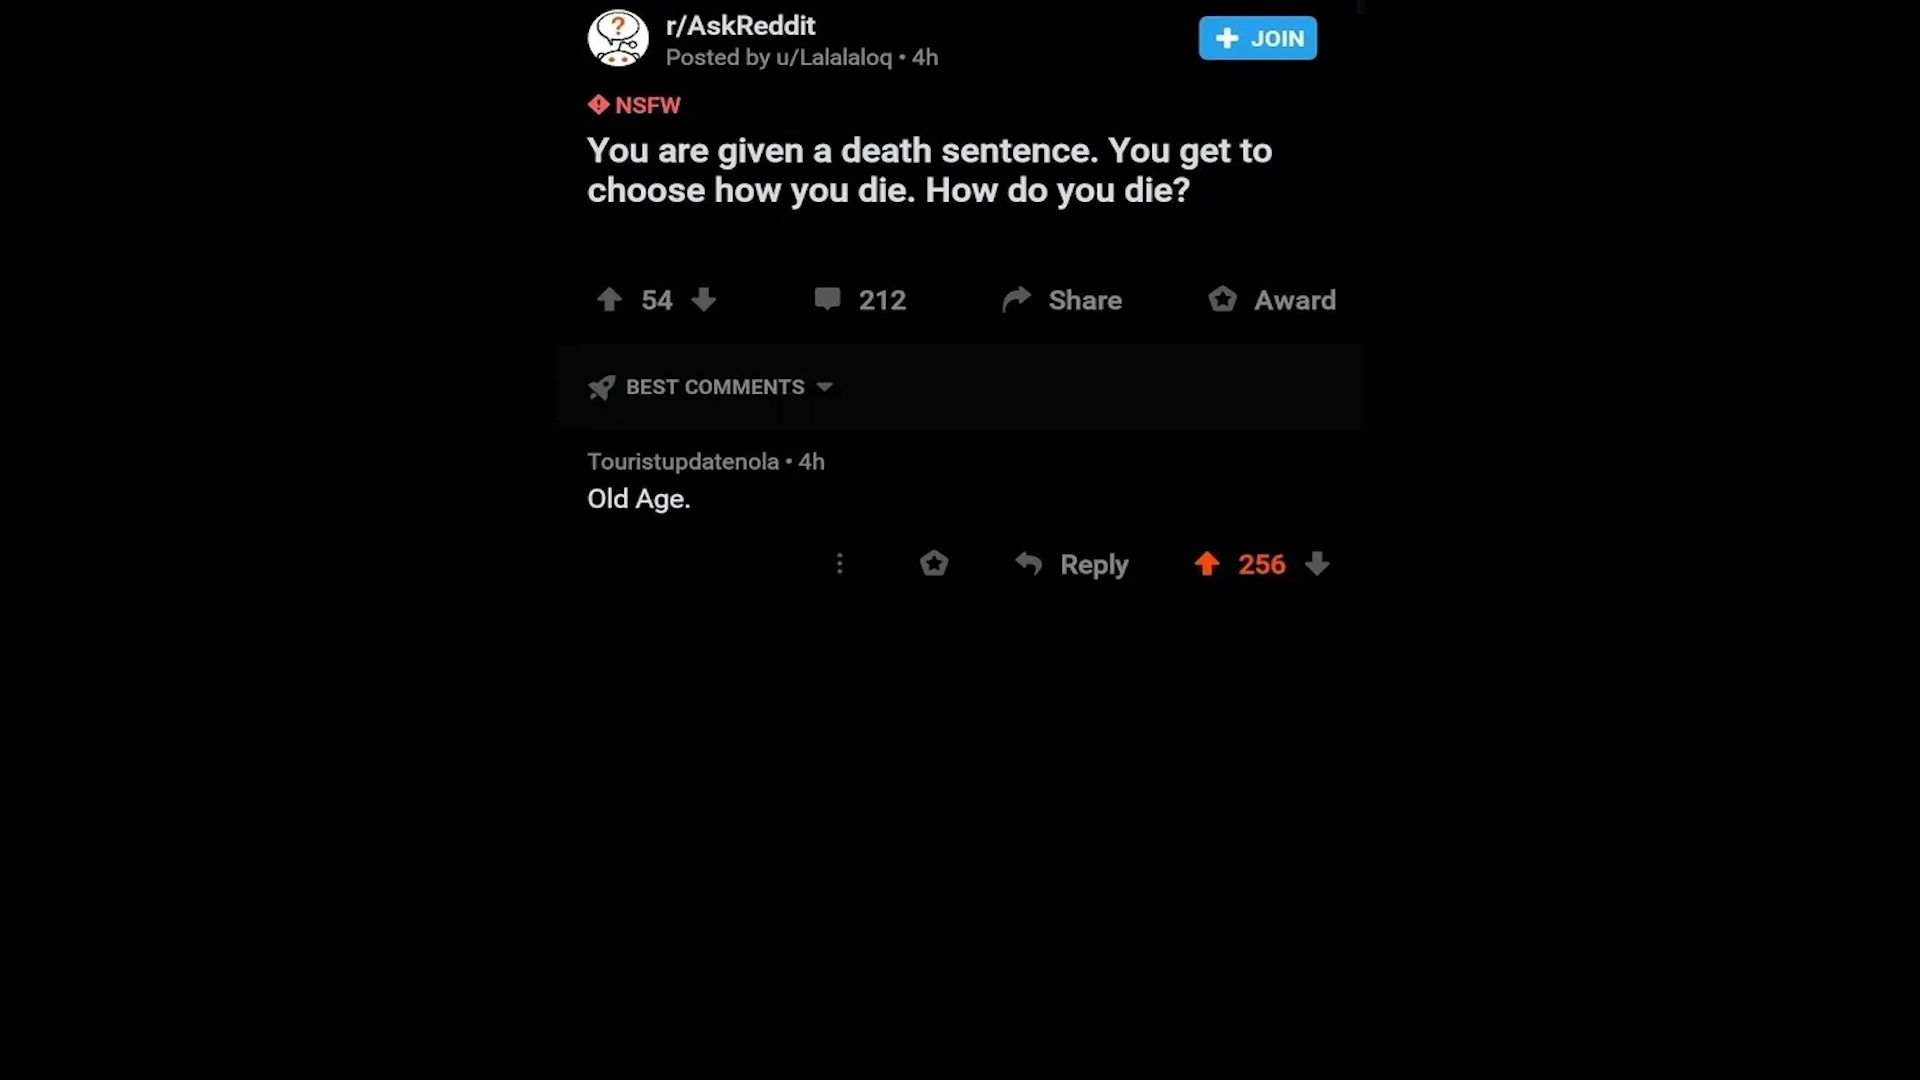 r/AskReddit
Posted by u/Lalalaloq • 4h
+ JOIN
NSFW
You are given a death sentence. You get to
choose how you die. How do you die?
54
212
Share
Award
BEST COMMENTS
Touristupdatenola • 4h
Old Age.
Reply
256